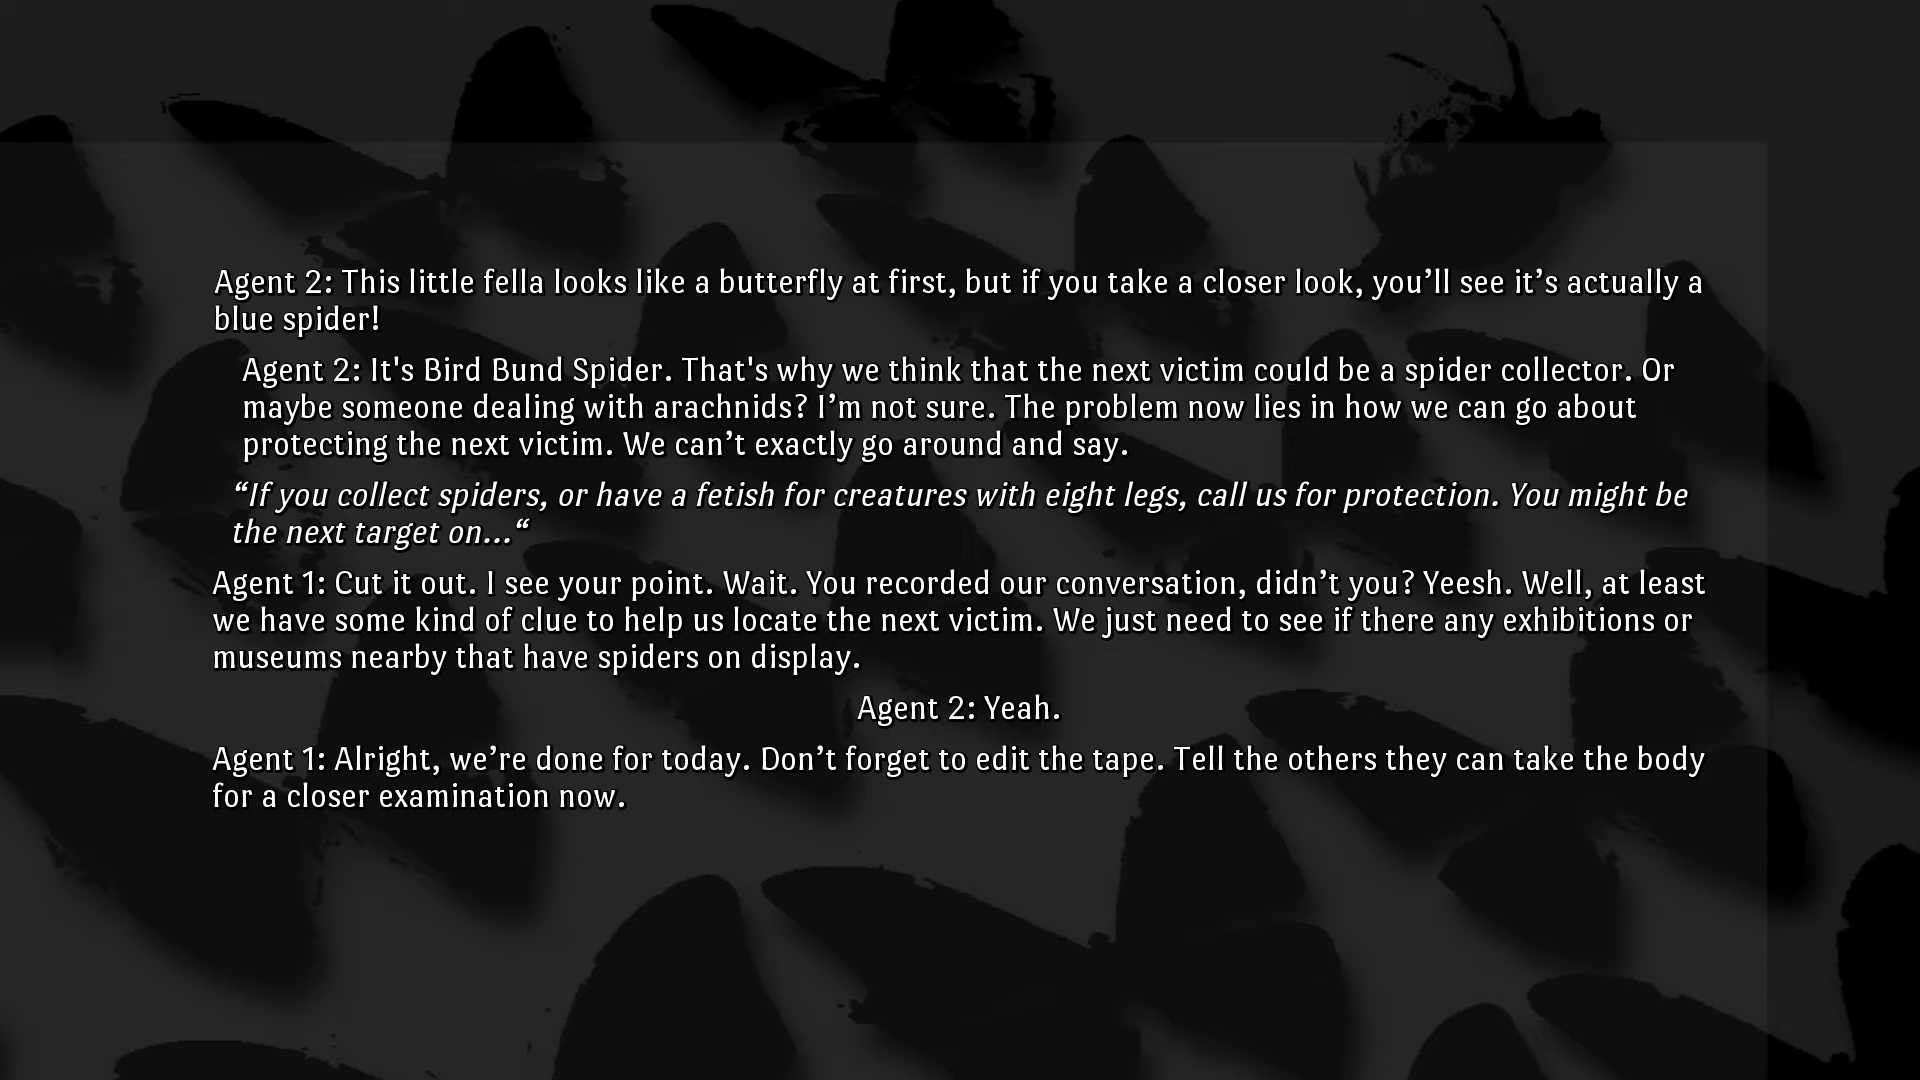 Agent 2: This little fella looks like a butterfly at first, but if you take a closer look, you’ll see it’s actually a
blue spider!
Agent 2: It's Bird Bund Spider. That's why we think that the next victim could be a spider collector. Or
maybe someone dealing with arachnids? I’m not sure. The problem now lies in how we can go about
protecting the next victim. We can’t exactly go around and say.
“If you collect spiders, or have a fetish for creatures with eight legs, call us for protection. You might be
the next target on...“
Agent 1: Cut it out. I see your point. Wait. You recorded our conversation, didn’t you? Yeesh. Well, at least
we have some kind of clue to help us locate the next victim. We just need to see if there any exhibitions or
museums nearby that have spiders on display.
Agent 2: Yeah.
Agent 1: Alright, we’re done for today. Don’t forget to edit the tape. Tell the others they can take the body
for a closer examination now.